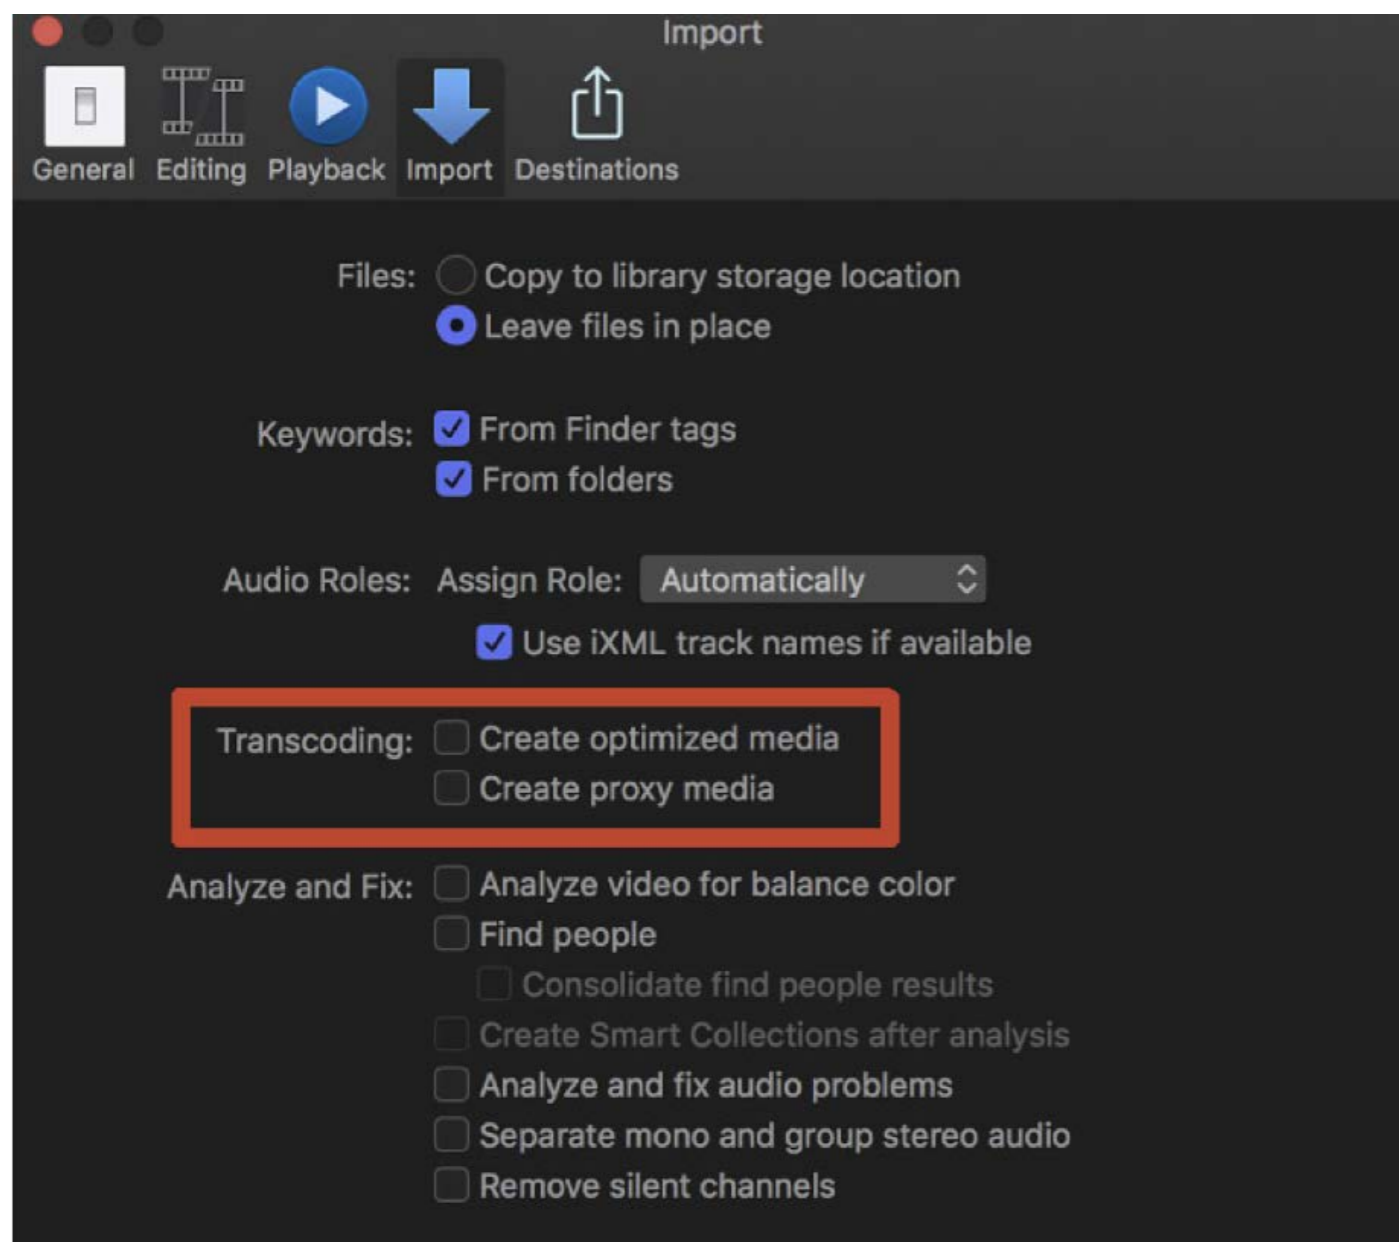 Import
General Editing Playback Import Destinations
Files: Copy to library storage location
Leave files in place
Keywords: From Finder tags
From folders
Audio Roles: Assign Role: Automatically
Use iXML track names if available
Transcoding: Create optimized media
Create proxy media
Analyze and Fix: Analyze video for balance color
Find people
Consolidate find people results
Create Smart Collections after analysis
Analyze and fix audio problems
Separate mono and group stereo audio
Remove silent channels